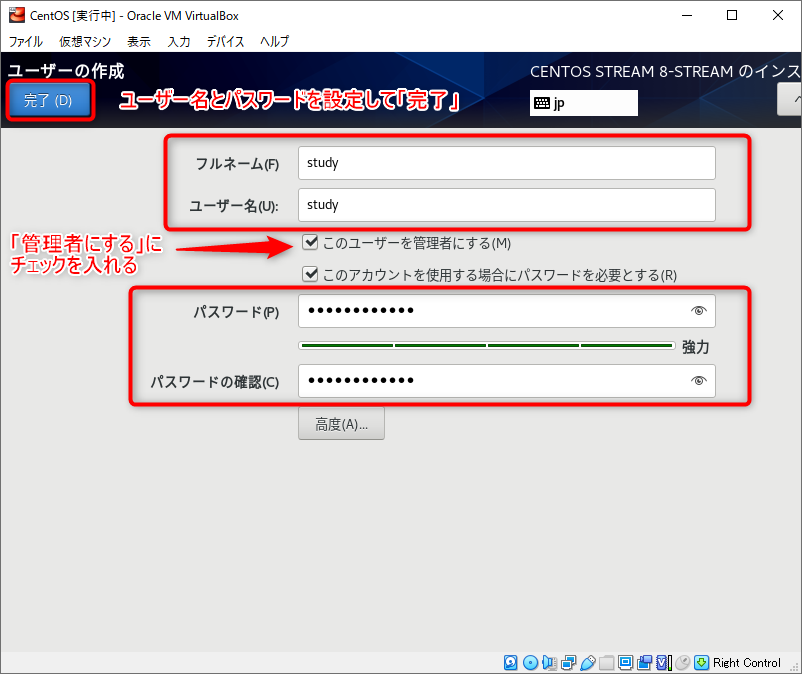 CentOS [実行中] - Oracle VM VirtualBox
ファイル 仮想マシン 表示 入力 デバイス ヘルプ
ユーザーの作成
CENTOS STREAM 8-STREAM のインス
完了 (D)
ユーザー名とパスワードを設定して「完了」
jp
フルネーム(F)
study
ユーザー名(U):
study
「管理者にする」に
チェックを入れる
このユーザーを管理者にする(M)
このアカウントを使用する場合にパスワードを必要とする(R)
パスワード(P)
●●●●●●●●●●●●
強力
パスワードの確認(C)
●●●●●●●●●●●●
高度(A)...
Right Control